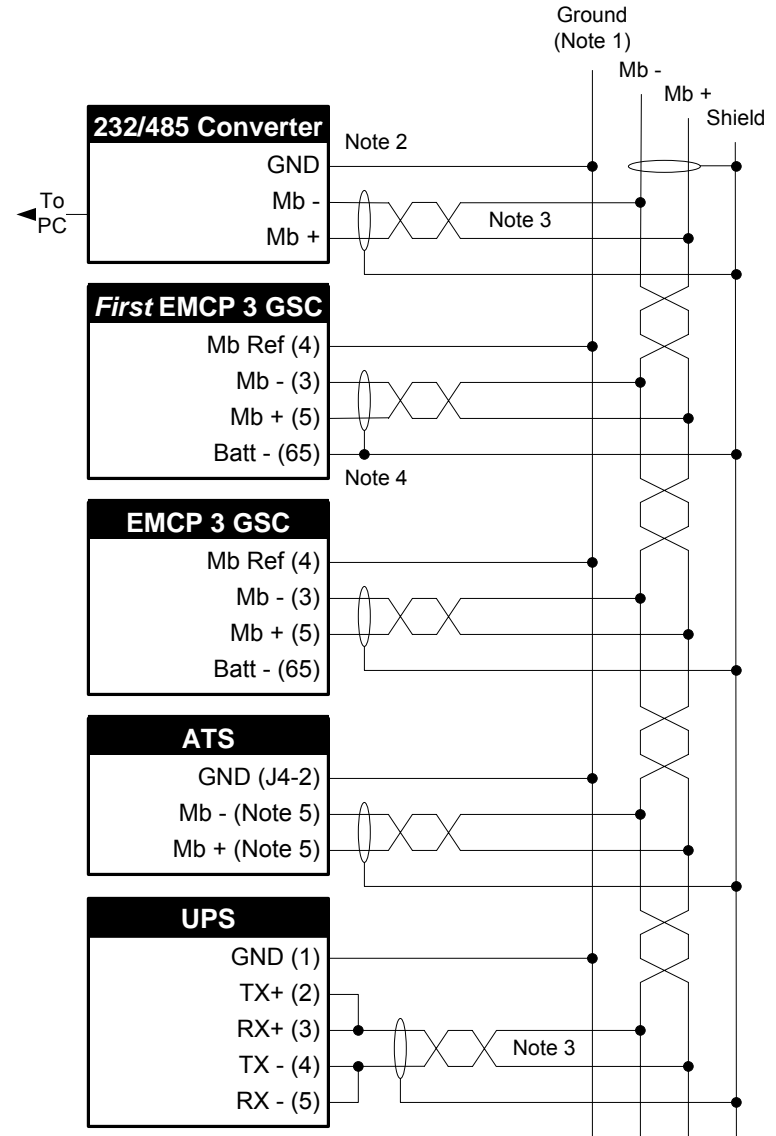 Ground
(Note 1)
Mb -
Mb +
Shield
232/485 Converter
Note 2
GND
Mb -
Note 3
Mb +
To
PC
First EMCP 3 GSC
Mb Ref (4)
Mb - (3)
Mb + (5)
Batt - (65)
Note 4
EMCP 3 GSC
Mb Ref (4)
Mb - (3)
Mb + (5)
Batt - (65)
ATS
GND (J4-2)
Mb - (Note 5)
Mb + (Note 5)
UPS
GND (1)
TX+ (2)
RX+ (3)
Note 3
TX - (4)
RX - (5)